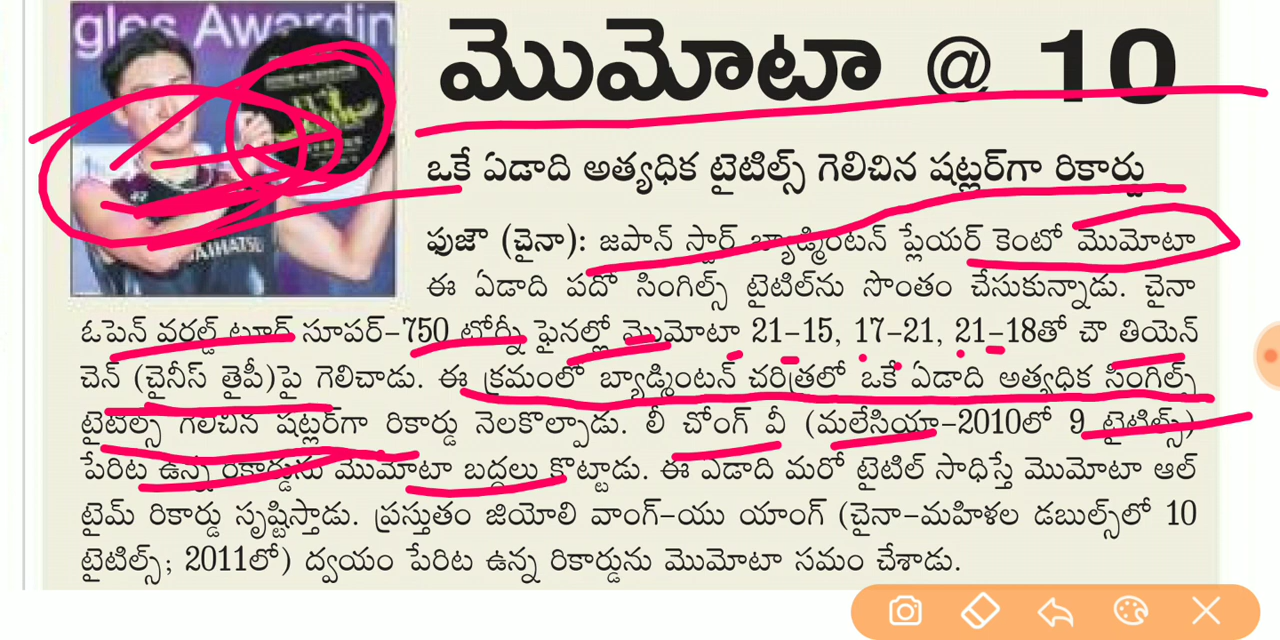 gles Awardin
DAIHATSU
మొమోటా @ 10
ఒకే ఏడాది అత్యధిక టైటిల్స్ గెలిచిన షట్లర్‌గా రికార్డు
ఫుజౌ (చైనా): జపాన్ స్టార్ బ్యాడ్మింటన్ ప్లేయర్ కెంటో మొమోటా
ఈ ఏడాది పదో సింగిల్స్ టైటిల్‌ను సొంతం చేసుకున్నాడు. చైనా
ఓపెన్ వరల్డ్ టూర్ సూపర్-750 టోర్నీ ఫైనల్లో మొమోటా 21-15, 17-21, 21-18తో చౌ తియెన్
చెన్ (చైనీస్ తైపీ)పై గెలిచాడు. ఈ క్రమంలో బ్యాడ్మింటన్ చరిత్రలో ఒకే ఏడాది అత్యధిక సింగిల్స్
టైటిల్స్ గెలిచిన షట్లర్‌గా రికార్డు నెలకొల్పాడు. లీ చోంగ్ వీ (మలేసియా-2010లో 9 టైటిల్స్)
పేరిట ఉన్న రికార్డును మొమోటా బద్దలు కొట్టాడు. ఈ ఏడాది మరో టైటిల్ సాధిస్తే మొమోటా ఆల్
టైమ్ రికార్డు సృష్టిస్తాడు. ప్రస్తుతం జియోలి వాంగ్-యు యాంగ్ (చైనా-మహిళల డబుల్స్‌లో 10
టైటిల్స్; 2011లో) ద్వయం పేరిట ఉన్న రికార్డును మొమోటా సమం చేశాడు.